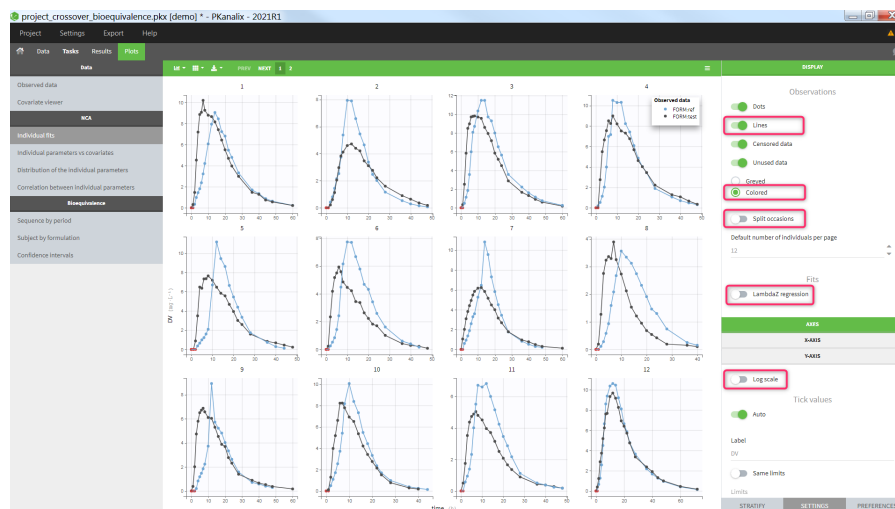 project_crossover_bioequivalence.pkx [demo] * - PKanalix - 2021R1
Project Settings Export Help
Data Tasks Results Plots
Data
Observed data
Covariate viewer
NCA
Individual fits
Individual parameters vs covariates
Distribution of the individual parameters
Correlation between individual parameters
Bioequivalence
Sequence by period
Subject by formulation
Confidence intervals
PREV NEXT 1 2
1 2 3 4
Observed data
FORM:ref
FORM:test
5 6 7 8
9 10 11 12
DV
time
DISPLAY
Observations
Dots
Lines
Censored data
Unused data
Greyed
Colored
Split occasions
Default number of individuals per page
12
Fits
LambdaZ regression
AXIS
X-AXIS
Y-AXIS
Log scale
Tick values
Auto
Label
DV
Same limits
Limits
STRATIFY SETTINGS PREFERENCES